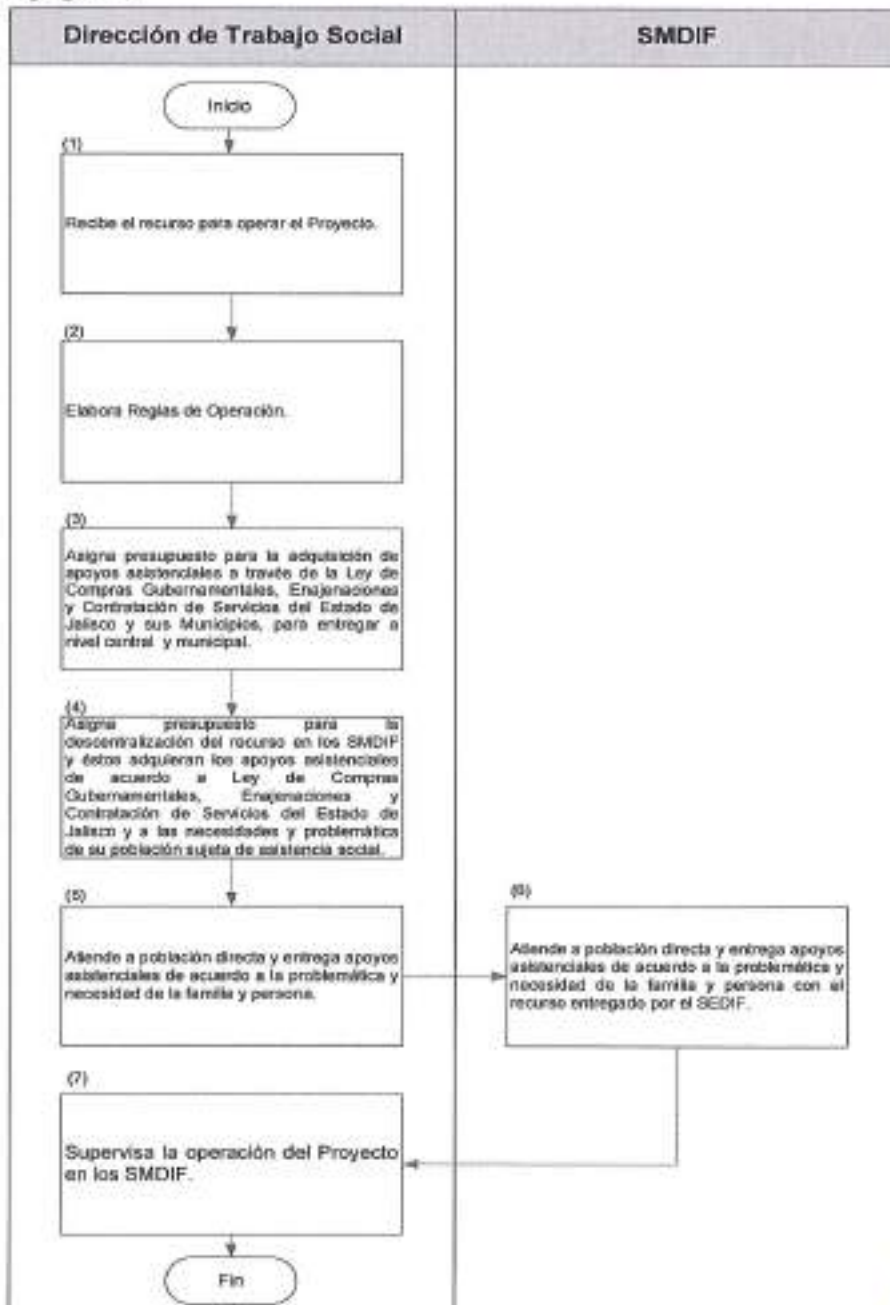 Dirección de Trabajo Social
SMDIF
Inicio
(1)
Recibe el recurso para operar el Proyecto.
(2)
Elabora Reglas de Operación.
(3)
Asigna presupuesto para la adquisición de
apoyos asistenciales a través de la Ley de
Compras Gubernamentales, Enajenaciones
y Contratación de Servicios del Estado de
Jalisco y sus Municipios, para entregar a
nivel central y municipal.
(4)
Asigna presupuesto para la
descentralización del recurso en los SMDIF
y éstos adquieran los apoyos asistenciales
de acuerdo a Ley de Compras
Gubernamentales, Enajenaciones y
Contratación de Servicios del Estado de
Jalisco y a las necesidades y problemática
de su población sujeta de asistencia social.
(5)
Atiende a población directa y entrega apoyos
asistenciales de acuerdo a la problemática y
necesidad de la familia y persona.
(6)
Atiende a población directa y entrega apoyos
asistenciales de acuerdo a la problemática y
necesidad de la familia y persona con el
recurso entregado por el SEDIF.
(7)
Supervisa la operación del Proyecto
en los SMDIF.
Fin